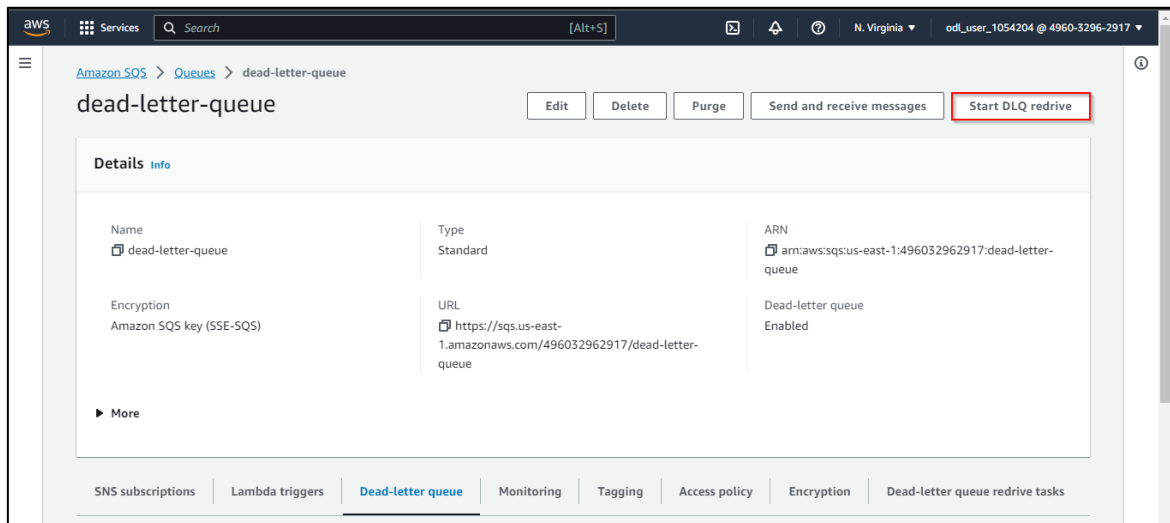 aws
Services
Search
[Alt+S]
N. Virginia
odl_user_1054204 @ 4960-3296-2917
Amazon SQS
Queues
dead-letter-queue
dead-letter-queue
Edit
Delete
Purge
Send and receive messages
Start DLQ redrive
Details Info
Name
dead-letter-queue
Type
Standard
ARN
arn:aws:sqs:us-east-1:496032962917:dead-letter-
queue
Encryption
Amazon SQS key (SSE-SQS)
URL
https://sqs.us-east-
1.amazonaws.com/496032962917/dead-letter-
queue
Dead-letter queue
Enabled
More
SNS subscriptions
Lambda triggers
Dead-letter queue
Monitoring
Tagging
Access policy
Encryption
Dead-letter queue redrive tasks